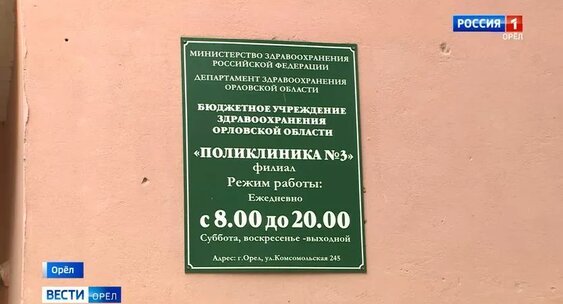 РОССИЯ 1
ОРЁЛ
МИНИСТЕРСТВО ЗДРАВООХРАНЕНИЯ
РОССИЙСКОЙ ФЕДЕРАЦИИ
ДЕПАРТАМЕНТ ЗДРАВООХРАНЕНИЯ
ОРЛОВСКОЙ ОБЛАСТИ
БЮДЖЕТНОЕ УЧРЕЖДЕНИЕ
ЗДРАВООХРАНЕНИЯ
ОРЛОВСКОЙ ОБЛАСТИ
«ПОЛИКЛИНИКА №3»
филиал
Режим работы:
Ежедневно
с 8.00 до 20.00
Суббота, воскресенье -выходной
Адрес: г.Орел, ул.Комсомольская 245
Орёл
ВЕСТИ ОРЕЛ